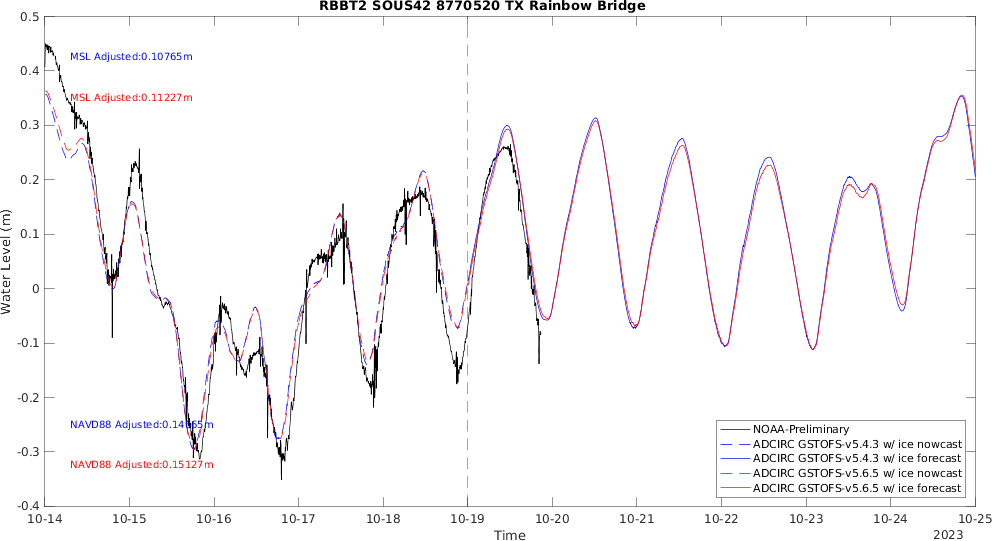 RBBT2 SOUS42 8770520 TX Rainbow Bridge
0.5
0.4
0.3
0.2
0.1
0
-0.1
-0.2
-0.3
-0.4
Water Level (m)
MSL Adjusted:0.10765m
MSL Adjusted:0.11227m
NAVD88 Adjusted:0.14665m
NAVD88 Adjusted:0.15127m
NOAA-Preliminary
ADCIRC GSTOFS-v5.4.3 w/ ice nowcast
ADCIRC GSTOFS-v5.4.3 w/ ice forecast
ADCIRC GSTOFS-v5.6.5 w/ ice nowcast
ADCIRC GSTOFS-v5.6.5 w/ ice forecast
10-14 10-15 10-16 10-17 10-18 10-19 10-20 10-21 10-22 10-23 10-24 10-25
Time
2023